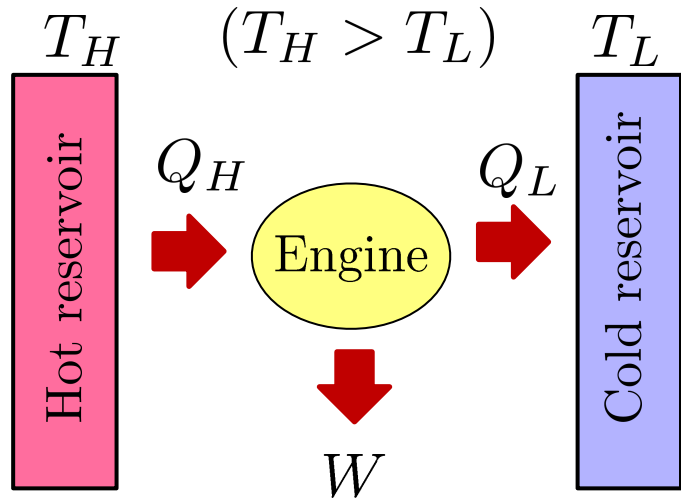 T_H
(T_H > T_L)
T_L
Hot reservoir
Q_H
Engine
Q_L
Cold reservoir
W